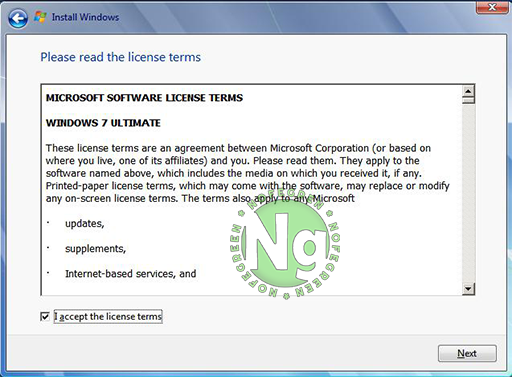 Install Windows
Please read the license terms
MICROSOFT SOFTWARE LICENSE TERMS
WINDOWS 7 ULTIMATE
These license terms are an agreement between Microsoft Corporation (or based on
where you live, one of its affiliates) and you. Please read them. They apply to the
software named above, which includes the media on which you received it, if any.
Printed-paper license terms, which may come with the software, may replace or modify
any on-screen license terms. The terms also apply to any Microsoft
· updates,
· supplements,
· Internet-based services, and
NOFEGREEN NOFEGREEN NOFEGREEN
Ng
I accept the license terms
Next